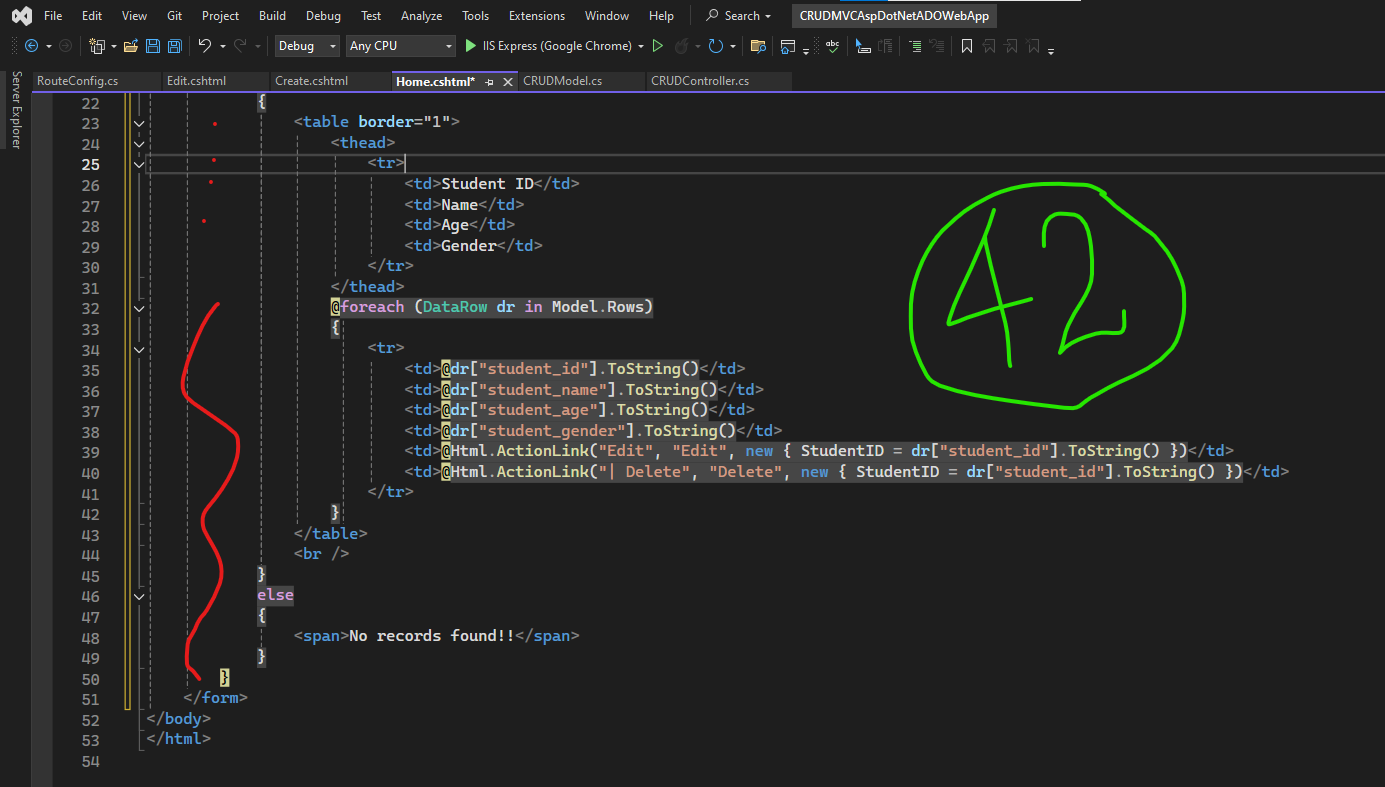 File Edit View Git Project Build Debug Test Analyze Tools Extensions Window Help Search CRUDMVCAspDotNetADOWebApp
Debug Any CPU IIS Express (Google Chrome) abc
Server Explorer
RouteConfig.cs Edit.cshtml Create.cshtml Home.cshtml* CRUDModel.cs CRUDController.cs
22 {
23 <table border="1">
24 <thead>
25 <tr>
26 <td>Student ID</td>
27 <td>Name</td>
28 <td>Age</td>
29 <td>Gender</td>
30 </tr>
31 </thead>
32 @foreach (DataRow dr in Model.Rows)
33 {
34 <tr>
35 <td>@dr["student_id"].ToString()</td>
36 <td>@dr["student_name"].ToString()</td>
37 <td>@dr["student_age"].ToString()</td>
38 <td>@dr["student_gender"].ToString()</td>
39 <td>@Html.ActionLink("Edit", "Edit", new { StudentID = dr["student_id"].ToString() })</td>
40 <td>@Html.ActionLink("| Delete", "Delete", new { StudentID = dr["student_id"].ToString() })</td>
41 </tr>
42 }
43 </table>
44 <br />
45 }
46 else
47 {
48 <span>No records found!!</span>
49 }
50 }
51 </form>
52 </body>
53 </html>
54
42